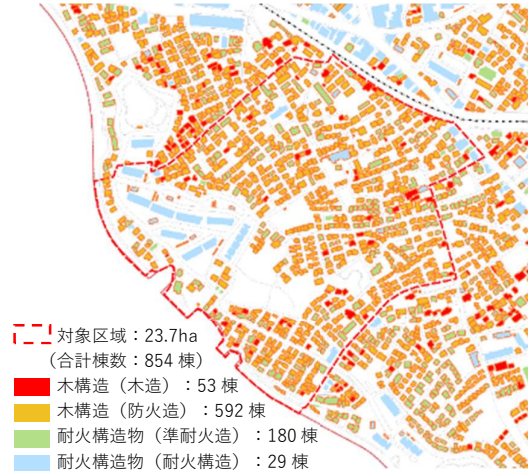 対象区域：23.7ha
（合計棟数：854 棟）
木構造（木造）：53 棟
木構造（防火造）：592 棟
耐火構造物（準耐火造）：180 棟
耐火構造物（耐火構造）：29 棟